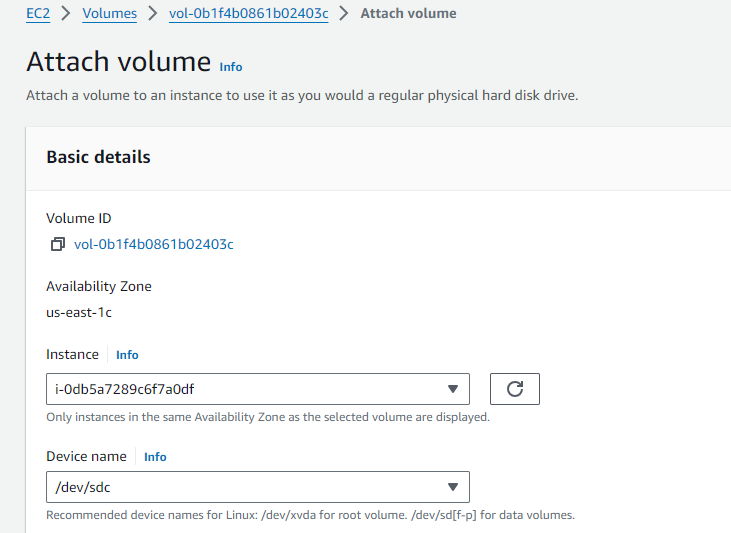 EC2 > Volumes > vol-0b1f4b0861b02403c > Attach volume
Attach volume Info
Attach a volume to an instance to use it as you would a regular physical hard disk drive.
Basic details
Volume ID
vol-0b1f4b0861b02403c
Availability Zone
us-east-1c
Instance Info
i-0db5a7289c6f7a0df
Only instances in the same Availability Zone as the selected volume are displayed.
Device name Info
/dev/sdc
Recommended device names for Linux: /dev/xvda for root volume. /dev/sd[f-p] for data volumes.